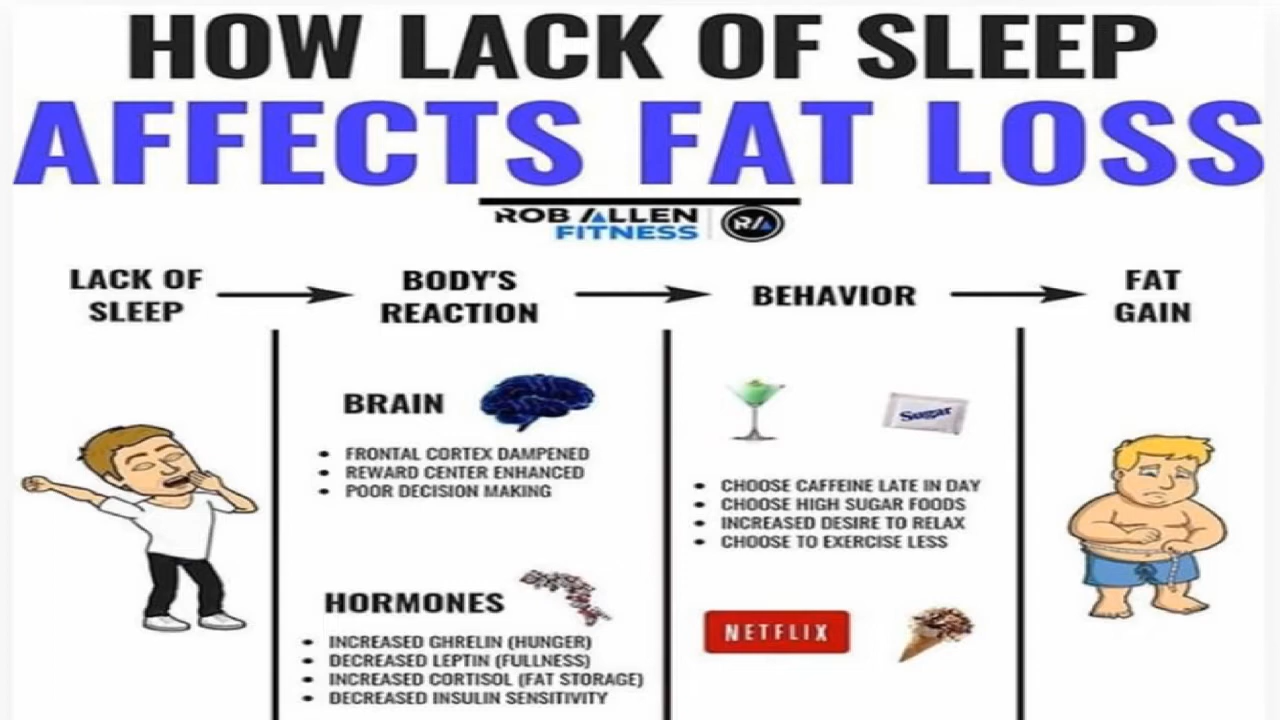 HOW LACK OF SLEEP
AFFECTS FAT LOSS
ROB ALLEN
FITNESS
RA
LACK OF
SLEEP
BODY'S
REACTION
BEHAVIOR
FAT
GAIN
BRAIN
• FRONTAL CORTEX DAMPENED
• REWARD CENTER ENHANCED
• POOR DECISION MAKING
HORMONES
• INCREASED GHRELIN (HUNGER)
• DECREASED LEPTIN (FULLNESS)
• INCREASED CORTISOL (FAT STORAGE)
• DECREASED INSULIN SENSITIVITY
Sugar
• CHOOSE CAFFEINE LATE IN DAY
• CHOOSE HIGH SUGAR FOODS
• INCREASED DESIRE TO RELAX
• CHOOSE TO EXERCISE LESS
NETFLIX